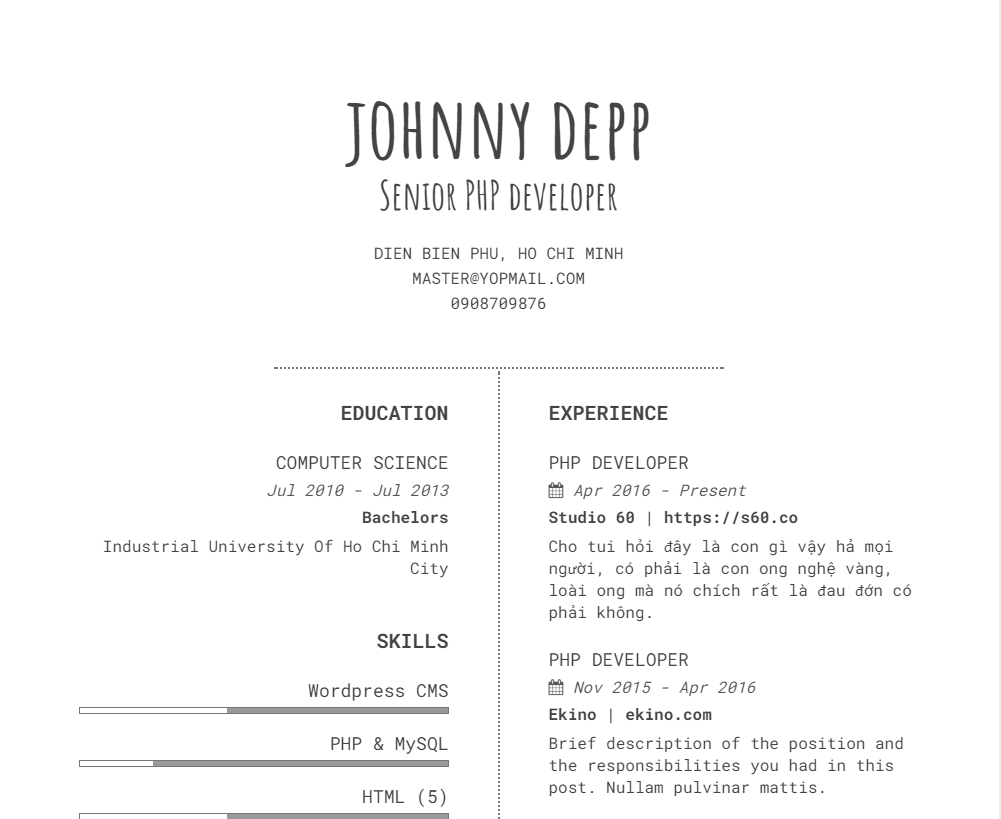 JOHNNY DEPP
SENIOR PHP DEVELOPER
DIEN BIEN PHU, HO CHI MINH
MASTER@YOPMAIL.COM
0908709876
EDUCATION
COMPUTER SCIENCE
Jul 2010 - Jul 2013
Bachelors
Industrial University Of Ho Chi Minh
City
SKILLS
Wordpress CMS
PHP & MySQL
HTML (5)
EXPERIENCE
PHP DEVELOPER
Apr 2016 - Present
Studio 60 | https://s60.co
Cho tui hỏi đây là con gì vậy hả mọi
người, có phải là con ong nghệ vàng,
loài ong mà nó chích rất là đau đớn có
phải không.
PHP DEVELOPER
Nov 2015 - Apr 2016
Ekino | ekino.com
Brief description of the position and
the responsibilities you had in this
post. Nullam pulvinar mattis.